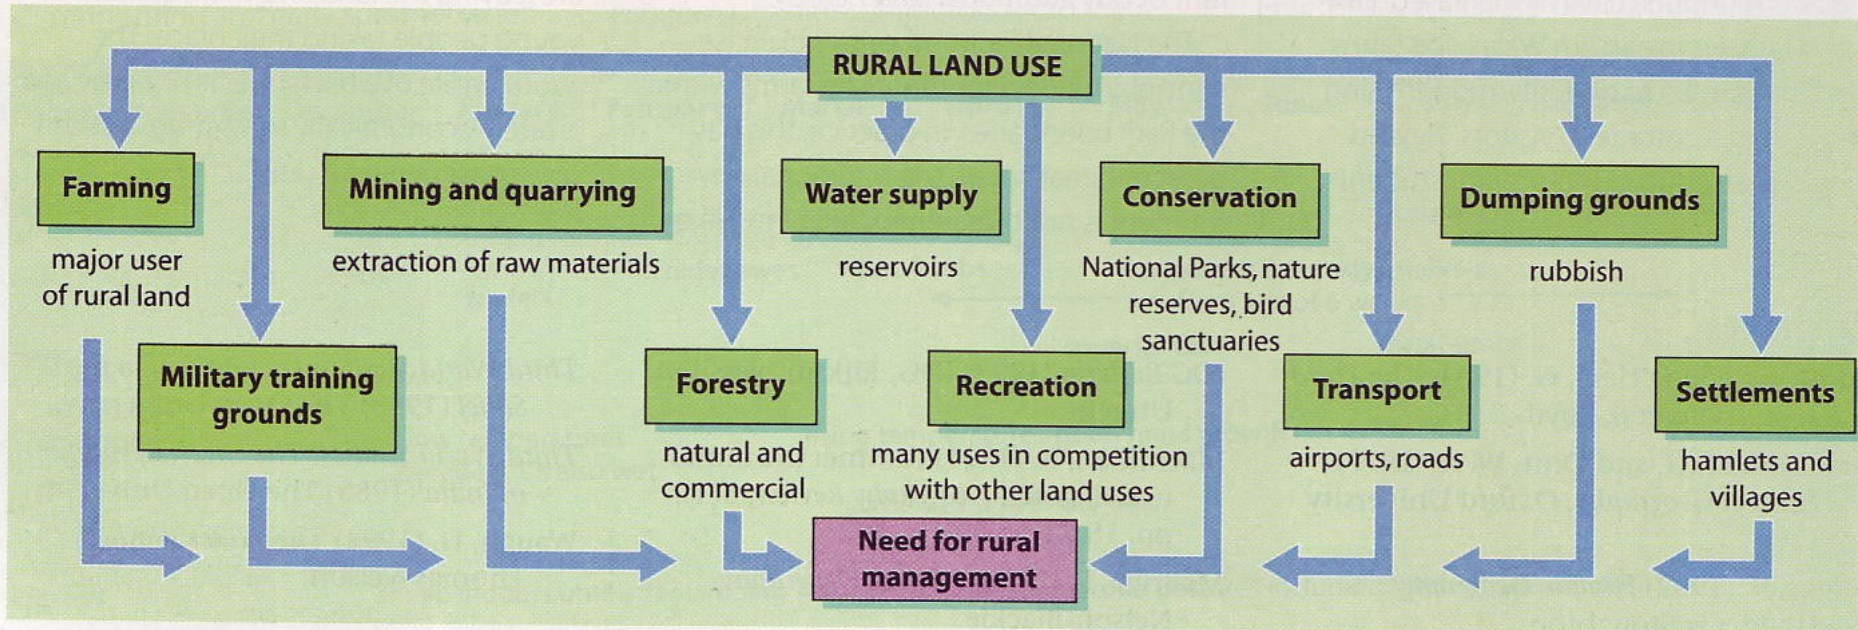 RURAL LAND USE
Farming
major user
of rural land
Military training
grounds
Mining and quarrying
extraction of raw materials
Forestry
natural and
commercial
Water supply
reservoirs
Recreation
many uses in competition
with other land uses
Conservation
National Parks, nature
reserves, bird
sanctuaries
Transport
airports, roads
Dumping grounds
rubbish
Settlements
hamlets and
villages
Need for rural
management